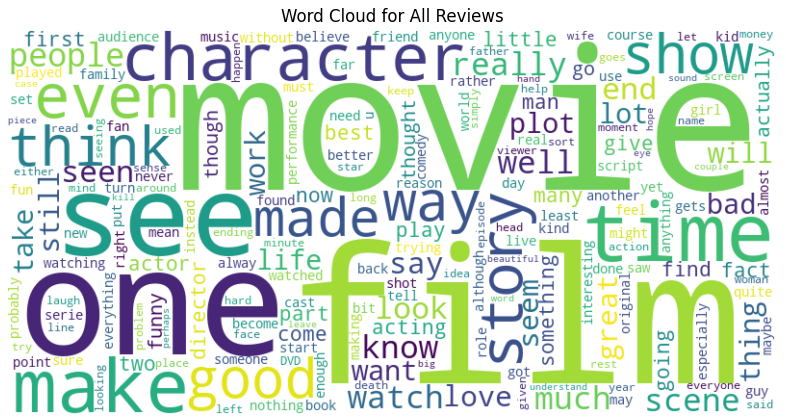 Word Cloud for All Reviews
first audience music without believe friend anyone little course kid let money
people character really go wife show
played family happen far rather father man use goes end actually
case set even movie must keep need u world simply hand help girl sound screen
piece seeing read used fan though performance best thought real sort plot lot will
think seen work better comedy viewer well moment hope name give script
either never sense star reason day eye couple yet almost
fun mind turn around found now long many another feel gets bad
take still see made way story time
new put right kill instead ending play episode least kind might anything
watching mean minute trying head live
actor alway watched life say although beautiful something done saw action
probably laugh everything hard director back shot idea seem interesting find fact
serie problem cast tell word great original woman quite
one funny film
try line perhaps become part bit look role rest especially maybe
point sure two place face come leave start acting making got going thing
someone enough DVD know big
make looking good want death given understand year everyone guy
left nothing book watch love much may scene said